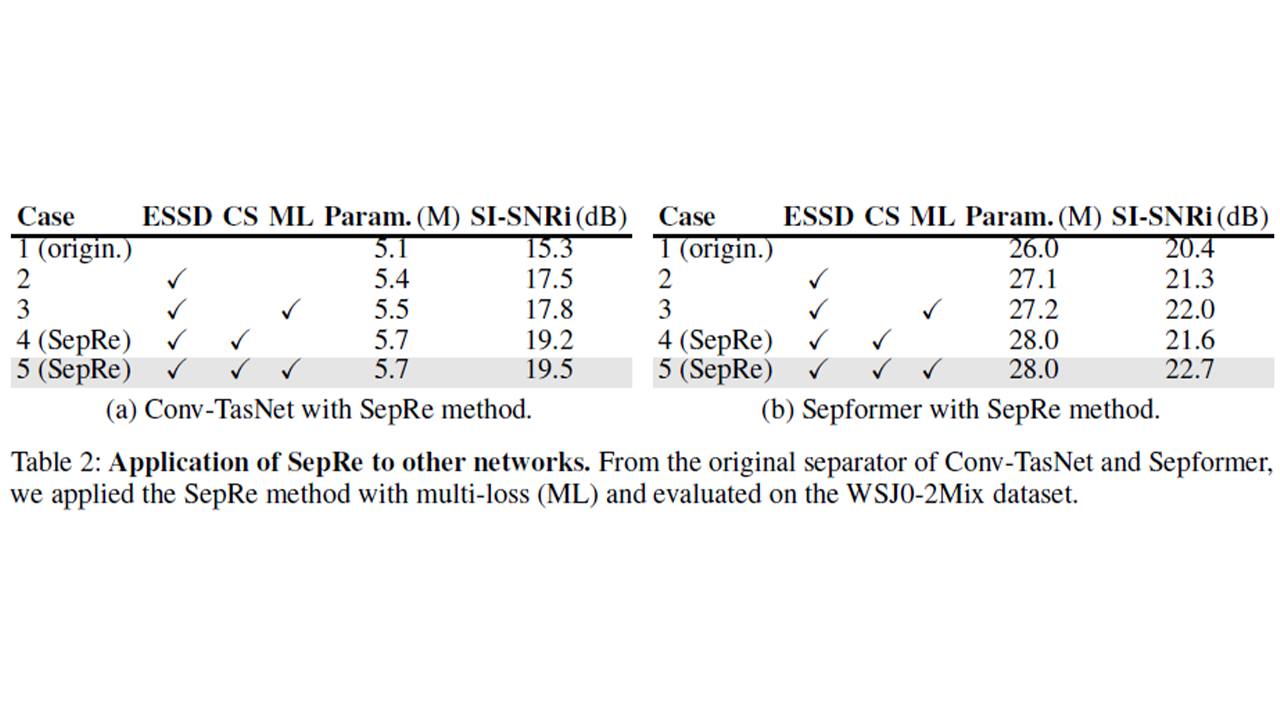 Case ESSD CS ML Param. (M) SI-SNRi (dB)
1 (origin.) 5.1 15.3
2 ✓ 5.4 17.5
3 ✓ ✓ 5.5 17.8
4 (SepRe) ✓ ✓ 5.7 19.2
5 (SepRe) ✓ ✓ ✓ 5.7 19.5
(a) Conv-TasNet with SepRe method.
Case ESSD CS ML Param. (M) SI-SNRi (dB)
1 (origin.) 26.0 20.4
2 ✓ 27.1 21.3
3 ✓ ✓ 27.2 22.0
4 (SepRe) ✓ ✓ 28.0 21.6
5 (SepRe) ✓ ✓ ✓ 28.0 22.7
(b) Sepformer with SepRe method.
Table 2: Application of SepRe to other networks. From the original separator of Conv-TasNet and Sepformer,
we applied the SepRe method with multi-loss (ML) and evaluated on the WSJ0-2Mix dataset.